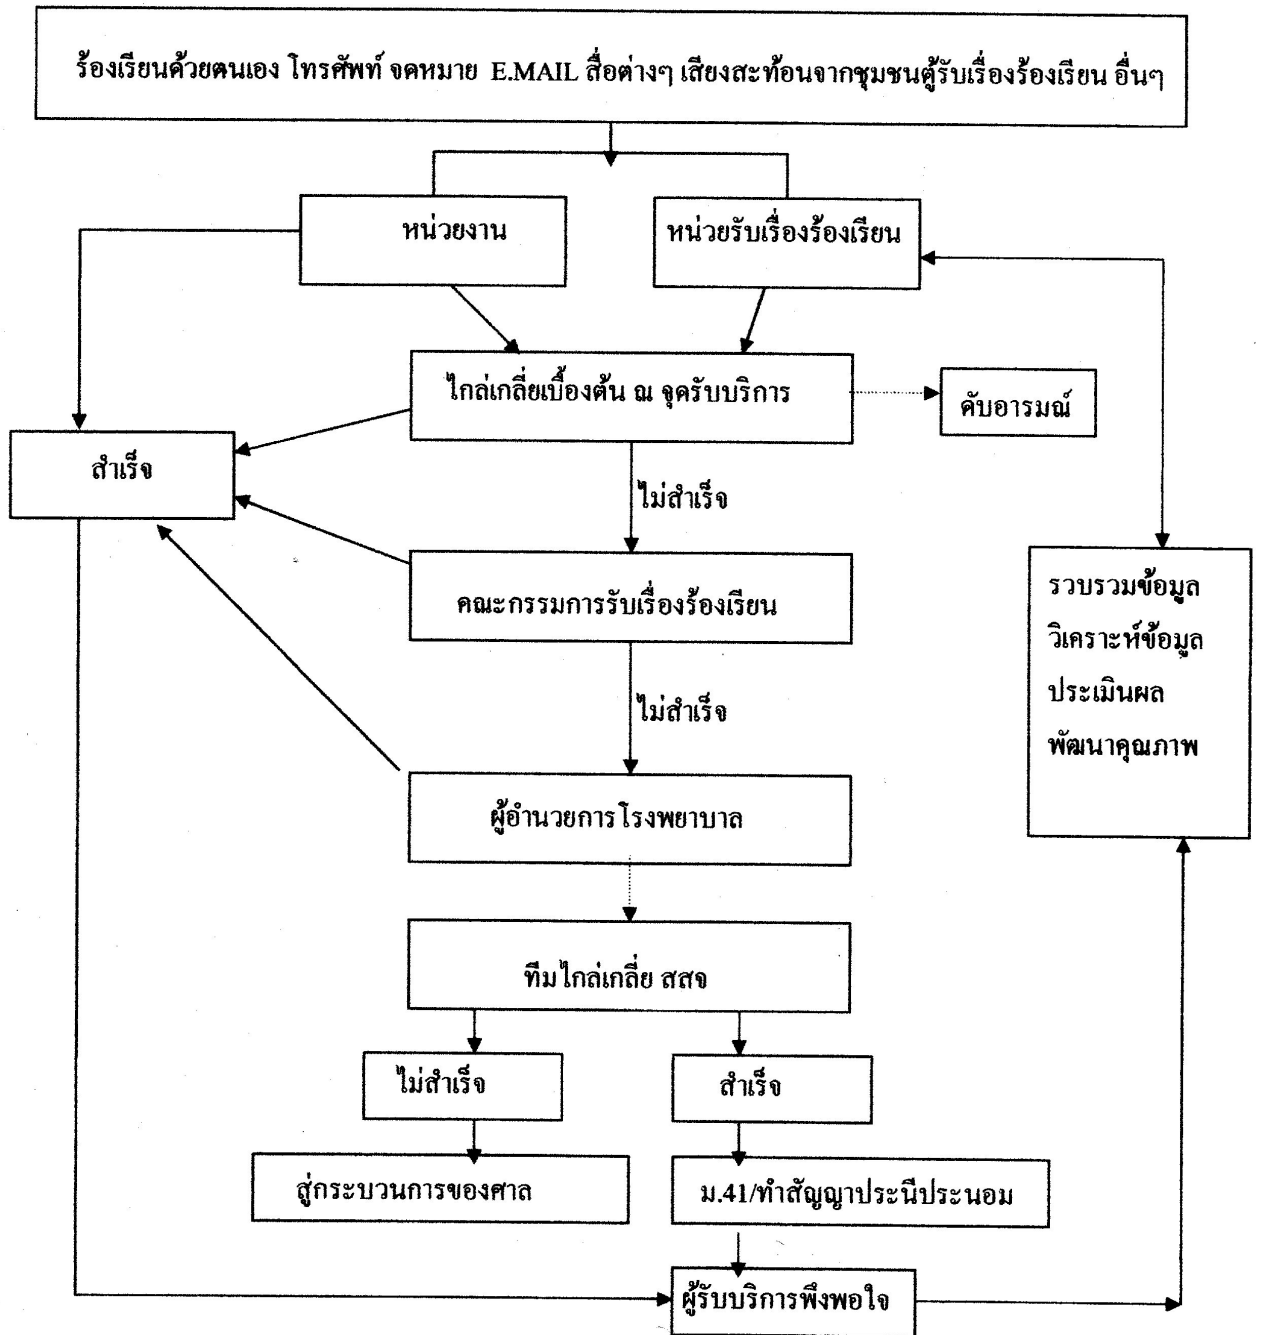 ร้องเรียนด้วยตนเอง โทรศัพท์ จดหมาย E.MAIL สื่อต่างๆ เสียงสะท้อนจากชุมชนตู้รับเรื่องร้องเรียน อื่นๆ
หน่วยงาน
หน่วยรับเรื่องร้องเรียน
ไกล่เกลี่ยเบื้องต้น ณ จุดรับบริการ
ดับอารมณ์
สำเร็จ
ไม่สำเร็จ
คณะกรรมการรับเรื่องร้องเรียน
รวบรวมข้อมูล
วิเคราะห์ข้อมูล
ประเมินผล
พัฒนาคุณภาพ
ไม่สำเร็จ
ผู้อำนวยการโรงพยาบาล
ทีมไกล่เกลี่ย สสจ
ไม่สำเร็จ
สำเร็จ
สู่กระบวนการของศาล
ม.41/ทำสัญญาประนีประนอม
ผู้รับบริการพึงพอใจ